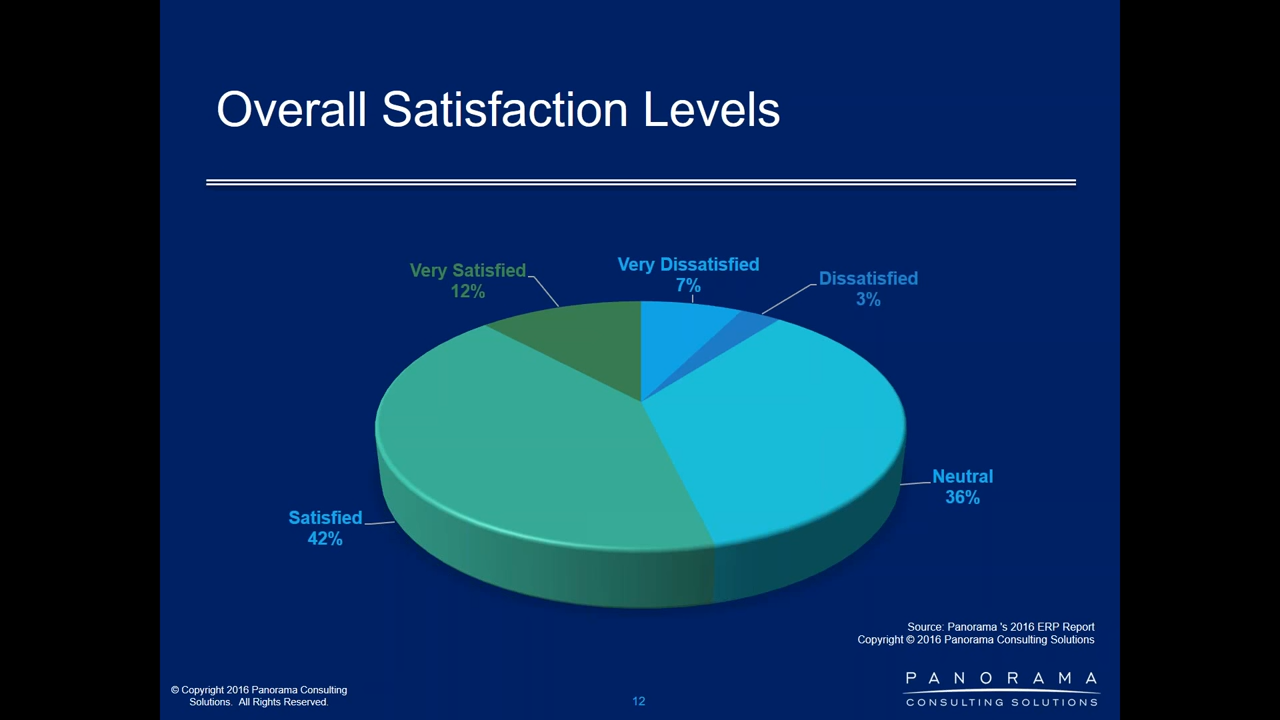 Overall Satisfaction Levels
Very Satisfied
12%
Very Dissatisfied
7%
Dissatisfied
3%
Neutral
36%
Satisfied
42%
Source: Panorama 's 2016 ERP Report
Copyright © 2016 Panorama Consulting Solutions
© Copyright 2016 Panorama Consulting
Solutions.  All Rights Reserved.
12
PANORAMA
CONSULTING SOLUTIONS